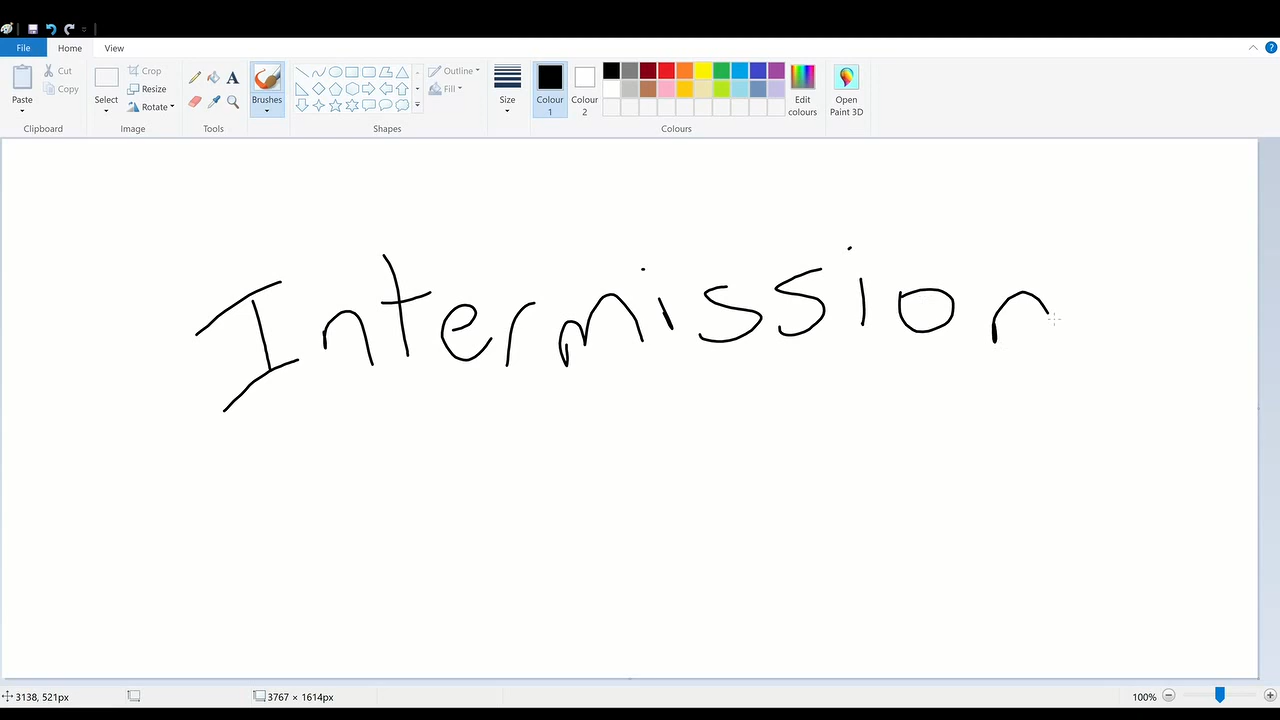 File Home View
Paste Cut Copy Select Crop Resize Rotate Brushes Outline Fill Size Colour 1 Colour 2 Edit colours Open Paint 3D
Clipboard Image Tools Shapes Colours
Intermission
3138, 521px 3767 × 1614px 100%